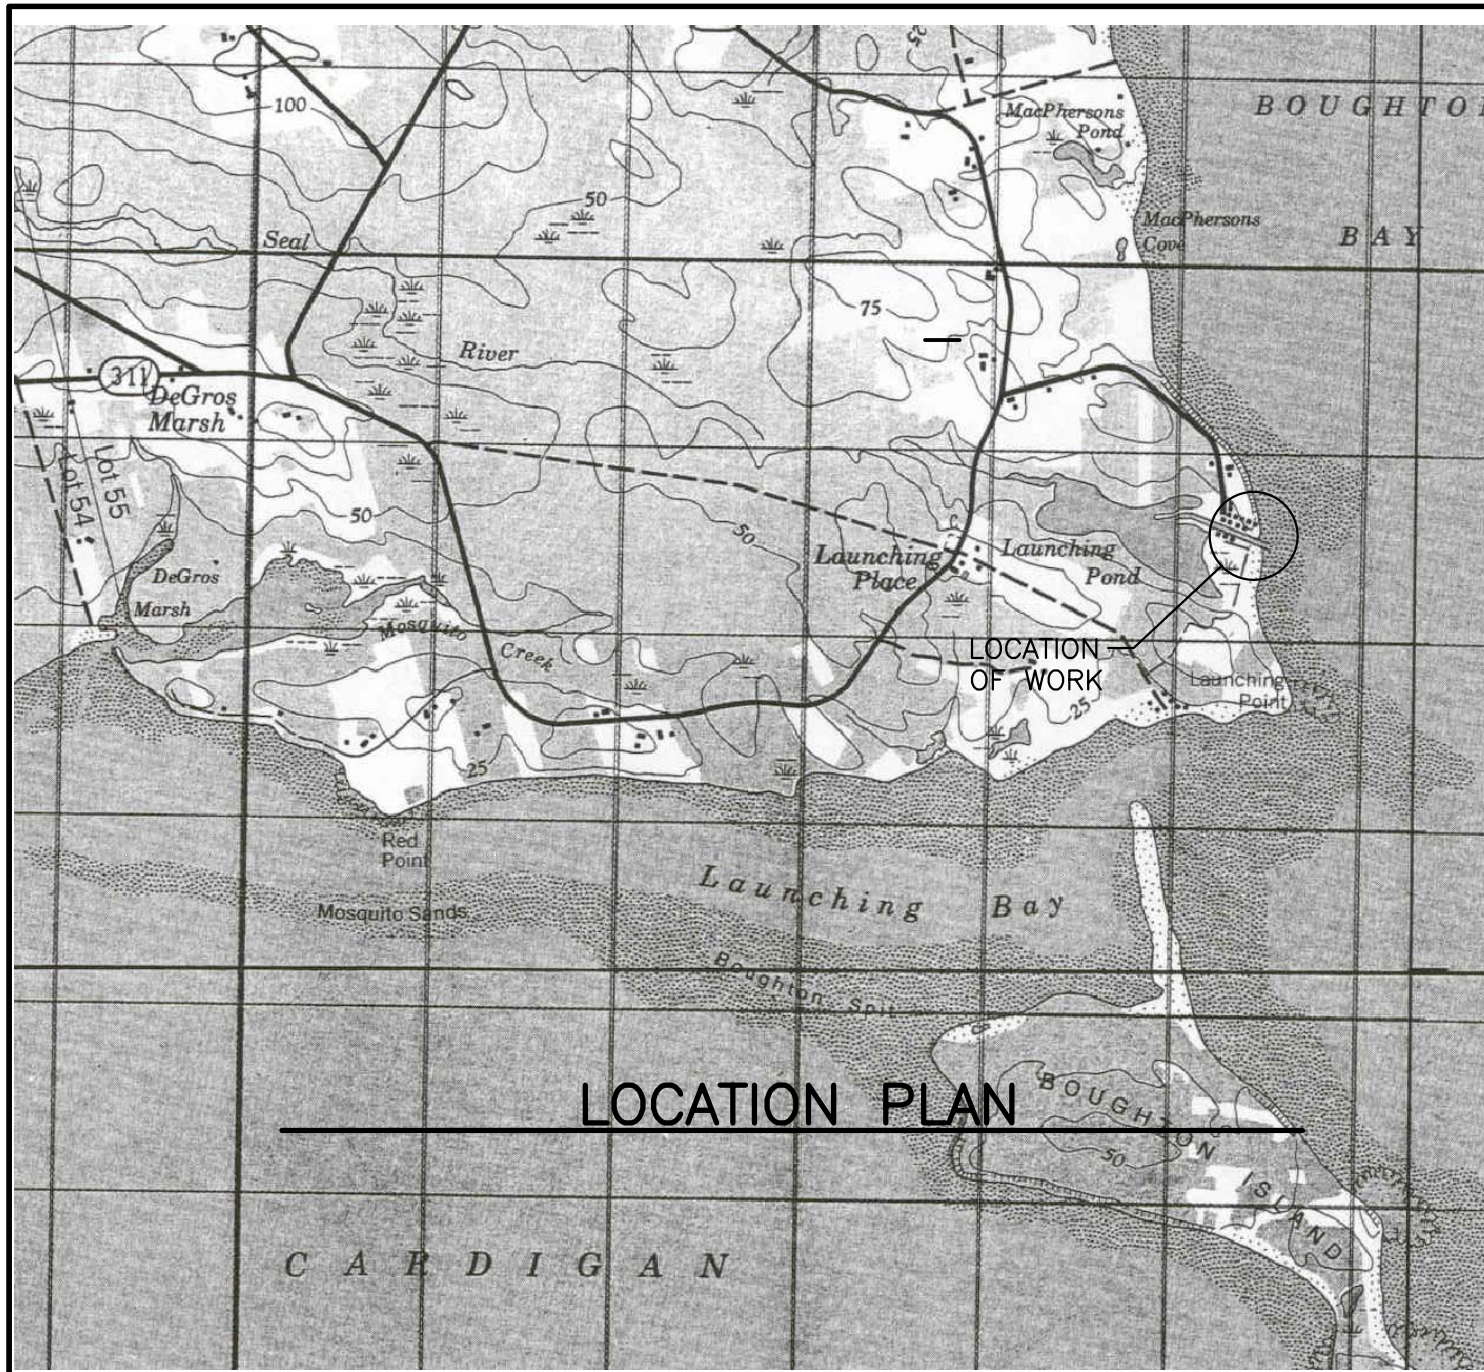 25
100
MacPhersons
Pond
BOUGHTO
50
MacPhersons
Cove
BAY
Seal
75
River
311
DeGros
Marsh
Lot 55
Lot 54
50
50
Launching
Place
Launching
Pond
DeGros
Marsh
Mosquito
Creek
LOCATION
OF WORK
Launching
Point
25
25
Red
Point
Launching Bay
Mosquito Sands
Boughton Spit
LOCATION PLAN
BOUGHTON
ISLAND
50
CARDIGAN